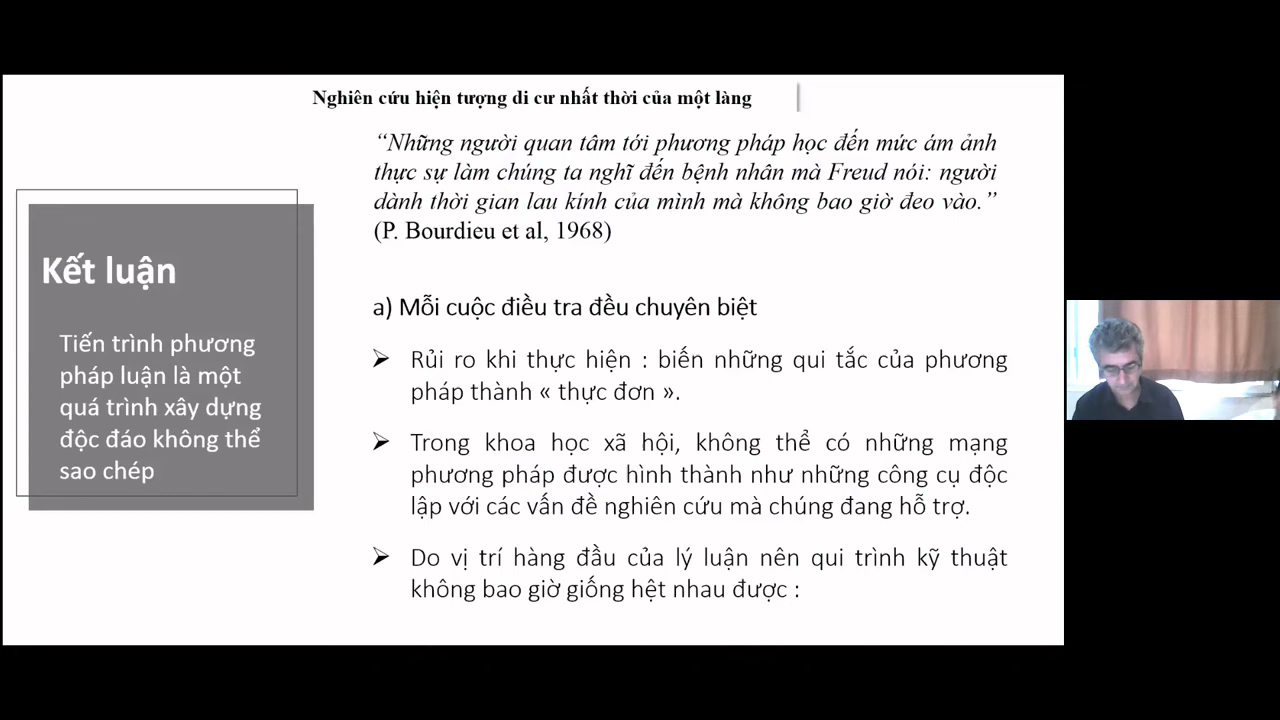 Nghiên cứu hiện tượng di cư nhất thời của một làng
“Những người quan tâm tới phương pháp học đến mức ám ảnh
thực sự làm chúng ta nghĩ đến bệnh nhân mà Freud nói: người
dành thời gian lau kính của mình mà không bao giờ đeo vào.”
(P. Bourdieu et al, 1968)
Kết luận
Tiến trình phương
pháp luận là một
quá trình xây dựng
độc đáo không thể
sao chép
a) Mỗi cuộc điều tra đều chuyên biệt
Rủi ro khi thực hiện : biến những qui tắc của phương
pháp thành « thực đơn ».
Trong khoa học xã hội, không thể có những mạng
phương pháp được hình thành như những công cụ độc
lập với các vấn đề nghiên cứu mà chúng đang hỗ trợ.
Do vị trí hàng đầu của lý luận nên qui trình kỹ thuật
không bao giờ giống hệt nhau được :